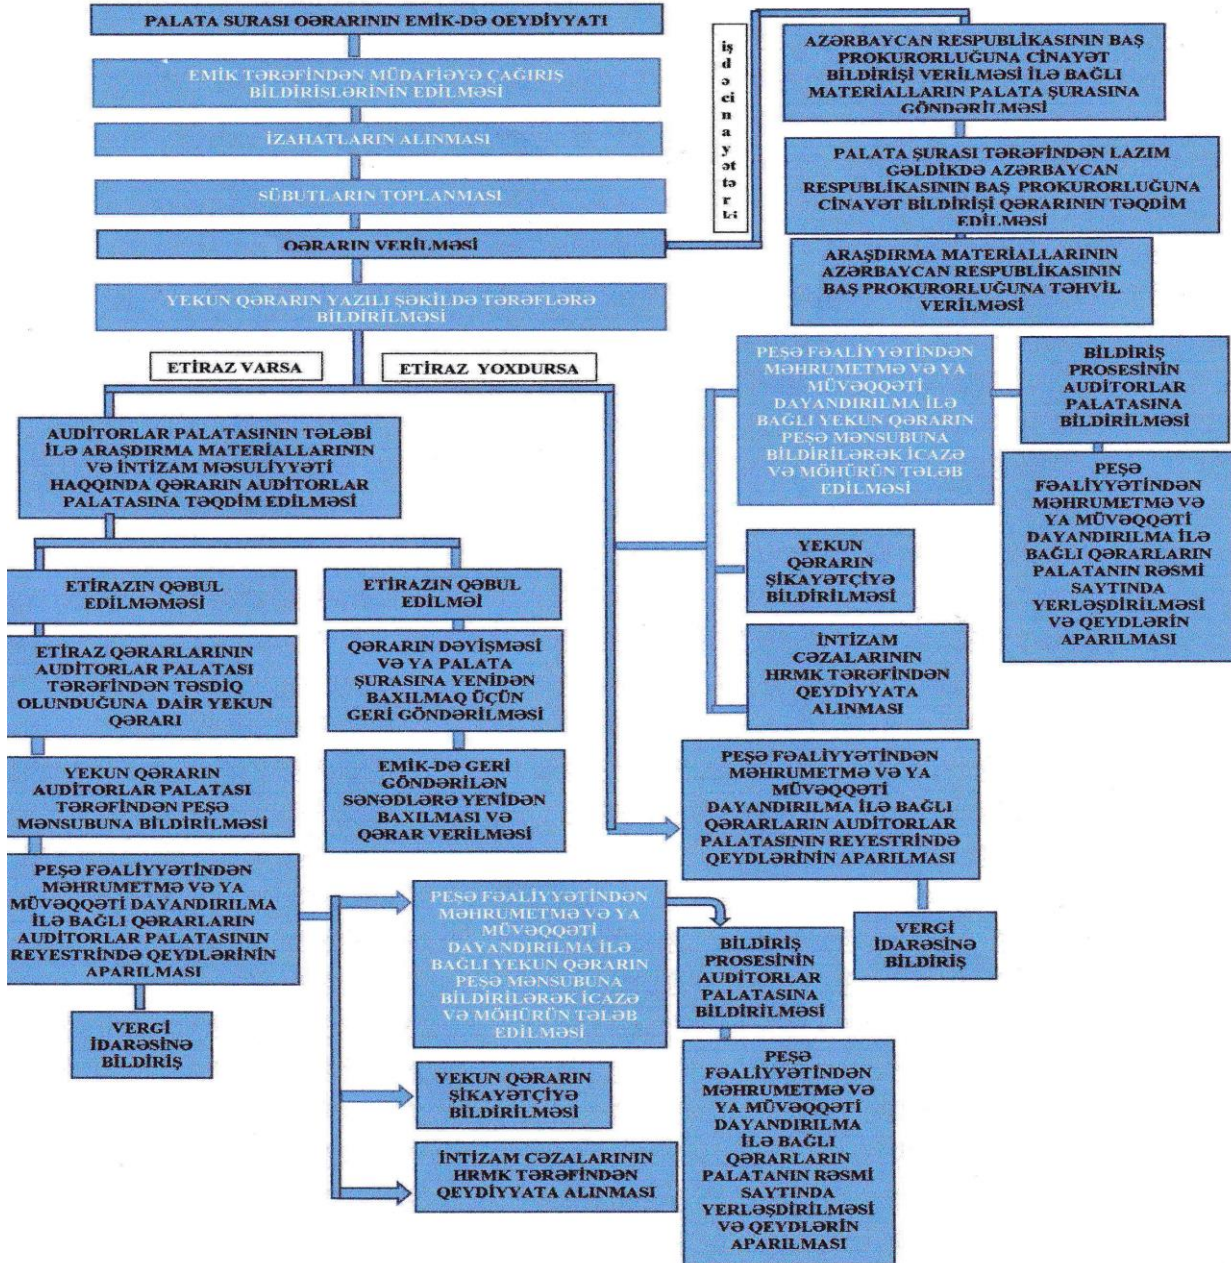 PALATA SURASI QƏRARININ EMİK-DƏ QEYDİYYATI
EMİK TƏRƏFİNDƏN MÜDAFİƏYƏ ÇAĞIRIŞ
BİLDİRİSLƏRİNİN EDİLMƏSİ
İZAHATLARIN ALINMASI
SÜBUTLARIN TOPLANMASI
QƏRARIN VERİLMƏSİ
YEKUN QƏRARIN YAZILI ŞƏKİLDƏ TƏRƏFLƏRƏ
BİLDİRİLMƏSİ
iş
d
ə
ci
n
a
y
ət
tə
r
ki
AZƏRBAYCAN RESPUBLİKASININ BAŞ
PROKURORLUĞUNA CİNAYƏT
BİLDİRİŞİ VERİLMƏSİ İLƏ BAĞLI
MATERİALLARIN PALATA ŞURASINA
GÖNDƏRİLMƏSİ
PALATA ŞURASI TƏRƏFİNDƏN LAZIM
GƏLDİKDƏ AZƏRBAYCAN
RESPUBLİKASININ BAŞ PROKURORLUĞUNA
CİNAYƏT BİLDİRİŞİ QƏRARININ TƏQDİM
EDİLMƏSİ
ARAŞDIRMA MATERİALLARININ
AZƏRBAYCAN RESPUBLİKASININ
BAŞ PROKURORLUĞUNA TƏHVİL
VERİLMƏSİ
ETİRAZ VARSA
ETİRAZ YOXDURSA
AUDİTORLAR PALATASININ TƏLƏBİ
İLƏ ARAŞDIRMA MATERİALLARININ
VƏ İNTİZAM MƏSULİYYƏTİ
HAQQINDA QƏRARIN AUDİTORLAR
PALATASINA TƏQDİM EDİLMƏSİ
ETİRAZIN QƏBUL
EDİLMƏMƏSİ
ETİRAZ QƏRARLARININ
AUDİTORLAR PALATASI
TƏRƏFİNDƏN TƏSDİQ
OLUNDUĞUNA DAİR YEKUN
QƏRARI
YEKUN QƏRARIN
AUDİTORLAR PALATASI
TƏRƏFİNDƏN PEŞƏ
MƏNSUBUNA BİLDİRİLMƏSİ
PEŞƏ FƏALİYYƏTİNDƏN
MƏHRUMETMƏ VƏ YA
MÜVƏQQƏTİ DAYANDIRILMA
İLƏ BAĞLI QƏRARLARIN
AUDİTORLAR PALATASININ
REYESTRİNDƏ QEYDLƏRİNİN
APARILMASI
VERGİ
İDARƏSİNƏ
BİLDİRİŞ
ETİRAZIN QƏBUL
EDİLMƏİ
QƏRARIN DƏYİŞMƏSİ
VƏ YA PALATA
ŞURASINA YENİDƏN
BAXILMAQ ÜÇÜN
GERİ GÖNDƏRİLMƏSİ
EMİK-DƏ GERİ
GÖNDƏRİLƏN
SƏNƏDLƏRƏ YENİDƏN
BAXILMASI VƏ
QƏRAR VERİLMƏSİ
PEŞƏ FƏALİYYƏTİNDƏN
MƏHRUMETMƏ VƏ YA
MÜVƏQQƏTİ
DAYANDIRILMA İLƏ
BAĞLI YEKUN QƏRARIN
PEŞƏ MƏNSUBUNA
BİLDİRİLƏRƏK İCAZƏ
VƏ MÖHÜRÜN TƏLƏB
EDİLMƏSİ
BİLDİRİŞ
PROSESİNİN
AUDİTORLAR
PALATASINA
BİLDİRİLMƏSİ
PEŞƏ
FƏALİYYƏTİNDƏN
MƏHRUMETMƏ VƏ
YA MÜVƏQQƏTİ
DAYANDIRILMA İLƏ
BAĞLI QƏRARLARIN
PALATANIN RƏSMİ
SAYTINDA
YERLƏŞDİRİLMƏSİ
VƏ QEYDLƏRİN
APARILMASI
YEKUN
QƏRARIN
ŞİKAYƏTÇİYƏ
BİLDİRİLMƏSİ
İNTİZAM
CƏZALARININ
HRMK TƏRƏFİNDƏN
QEYDİYYATA
ALINMASI
PEŞƏ FƏALİYYƏTİNDƏN
MƏHRUMETMƏ VƏ YA
MÜVƏQQƏTİ
DAYANDIRILMA İLƏ BAĞLI
QƏRARLARIN AUDİTORLAR
PALATASININ REYESTRİNDƏ
QEYDLƏRİNİN APARILMASI
VERGİ
İDARƏSİNƏ
BİLDİRİŞ
PEŞƏ FƏALİYYƏTİNDƏN
MƏHRUMETMƏ VƏ YA
MÜVƏQQƏTİ
DAYANDIRILMA İLƏ
BAĞLI YEKUN QƏRARIN
PEŞƏ MƏNSUBUNA
BİLDİRİLƏRƏK İCAZƏ
VƏ MÖHÜRÜN TƏLƏB
EDİLMƏSİ
BİLDİRİŞ
PROSESİNİN
AUDİTORLAR
PALATASINA
BİLDİRİLMƏSİ
PEŞƏ
FƏALİYYƏTİNDƏN
MƏHRUMETMƏ VƏ
YA MÜVƏQQƏTİ
DAYANDIRILMA
İLƏ BAĞLI
QƏRARLARIN
PALATANIN RƏSMİ
SAYTINDA
YERLƏŞDİRİLMƏSİ
VƏ QEYDLƏRİN
APARILMASI
YEKUN QƏRARIN
ŞİKAYƏTÇİYƏ
BİLDİRİLMƏSİ
İNTİZAM CƏZALARININ
HRMK TƏRƏFİNDƏN
QEYDİYYATA ALINMASI